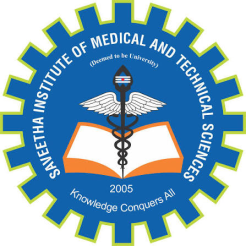 SAVEETHA INSTITUTE OF MEDICAL AND TECHNICAL SCIENCES
(Deemed to be University)
2005
Knowledge Conquers All